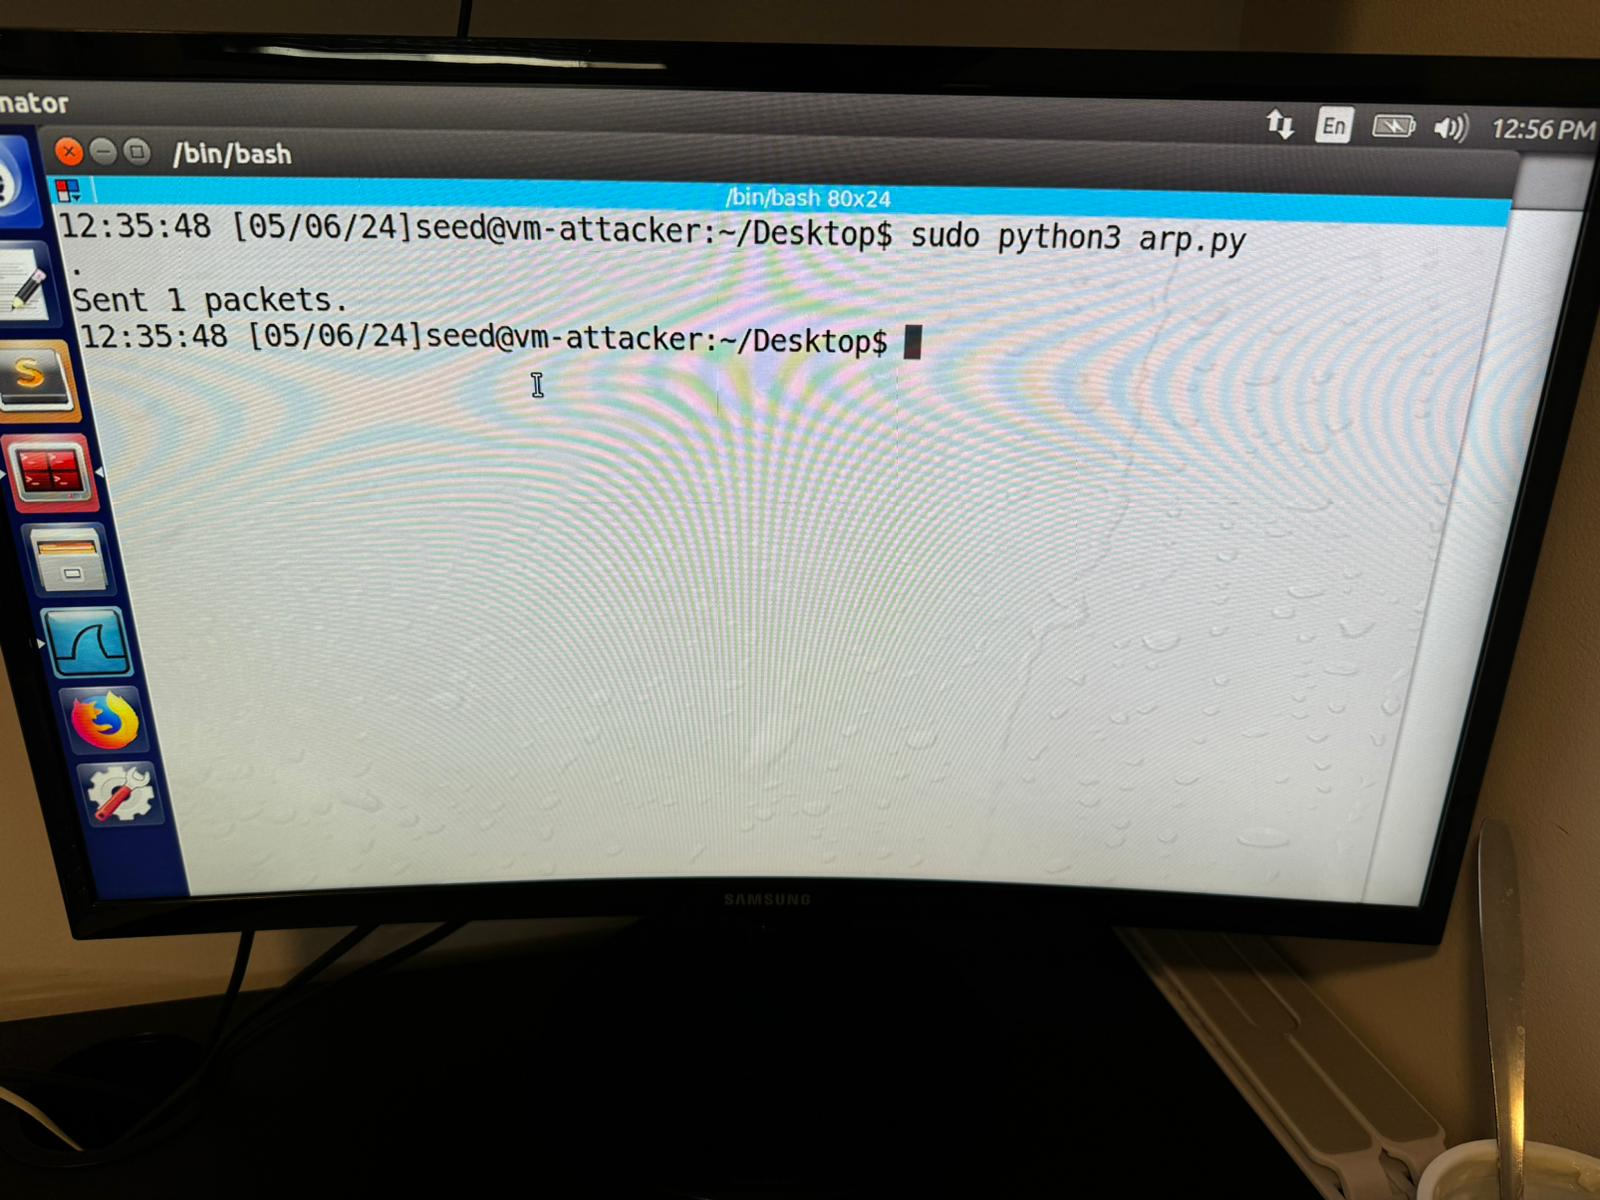 nator
En
12:56 PM
/bin/bash
/bin/bash 80x24
12:35:48 [05/06/24]seed@vm-attacker:~/Desktop$ sudo python3 arp.py
.
Sent 1 packets.
12:35:48 [05/06/24]seed@vm-attacker:~/Desktop$
S
SAMSUNG